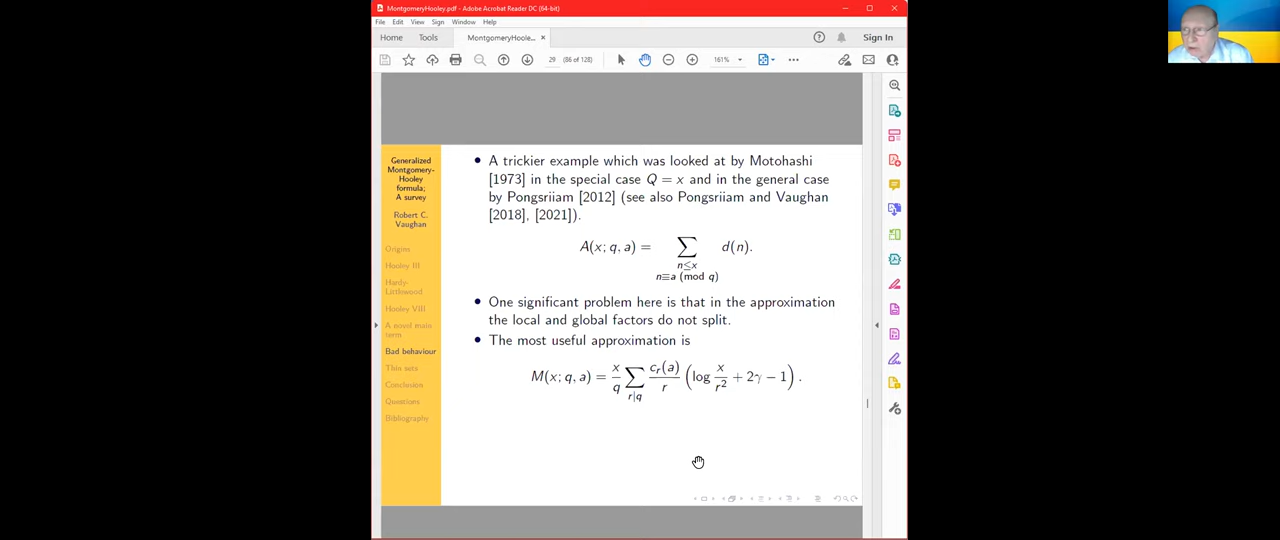 MontgomeryHooley.pdf - Adobe Acrobat Reader DC (64-bit)
File Edit View Sign Window Help
Home Tools MontgomeryHooley... × Sign In
29 (86 of 128) 161%
Generalized
Montgomery-
Hooley
formula;
A survey
Robert C.
Vaughan
Origins
Hooley III
Hardy-
Littlewood
Hooley VIII
A novel main
term
Bad behaviour
Thin sets
Conclusion
Questions
Bibliography
• A trickier example which was looked at by Motohashi
[1973] in the special case Q = x and in the general case
by Pongsriiam [2012] (see also Pongsriiam and Vaughan
[2018], [2021]).
A(x; q, a) = ∑ d(n).
n≤x
n≡a (mod q)
• One significant problem here is that in the approximation
the local and global factors do not split.
• The most useful approximation is
M(x; q, a) = x/q ∑ r|q c_r(a)/r (log x/r² + 2γ − 1) .